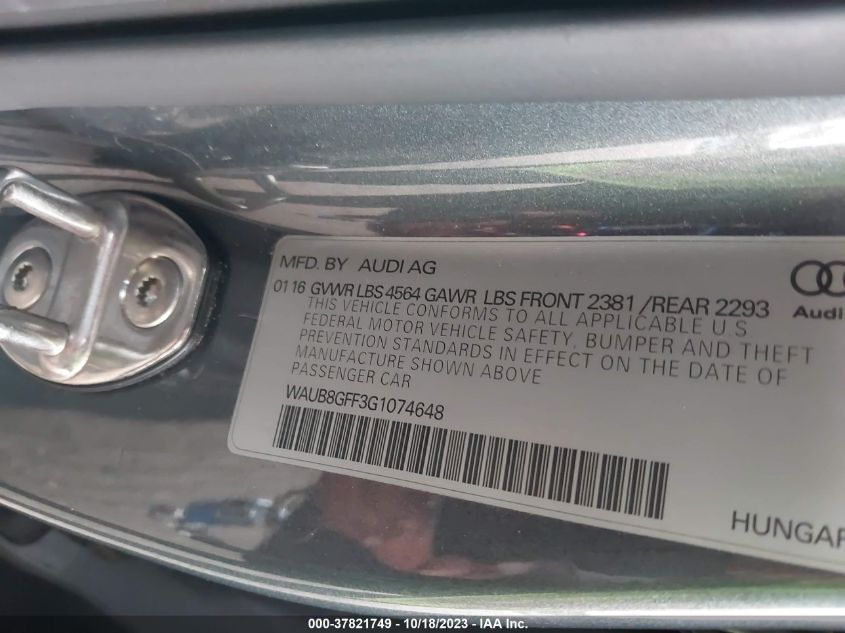 MFD. BY AUDI AG
01 16 GVWR LBS 4564 GAWR LBS FRONT 2381 /REAR 2293
THIS VEHICLE CONFORMS TO ALL APPLICABLE U S
FEDERAL MOTOR VEHICLE SAFETY, BUMPER AND THEFT
PREVENTION STANDARDS IN EFFECT ON THE DATE OF
MANUFACTURE SHOWN ABOVE
PASSENGER CAR
WAUB8GFF3G1074648
Audi
HUNGAR
000-37821749 - 10/18/2023 - IAA Inc.